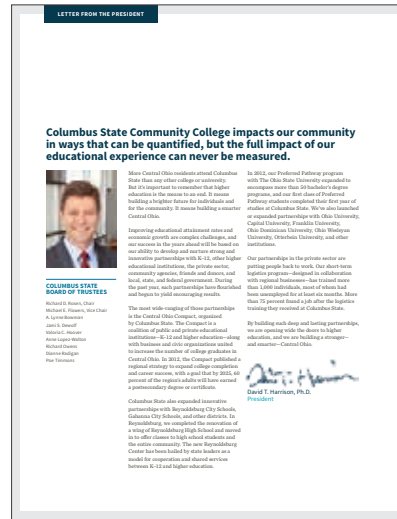 LETTER FROM THE PRESIDENT
Columbus State Community College impacts our community
in ways that can be quantified, but the full impact of our
educational experience can never be measured.
COLUMBUS STATE
BOARD OF TRUSTEES
Richard D. Rosen, Chair
Michael E. Flowers, Vice Chair
A. Lynne Bowman
Jami S. Dewolf
Valoria C. Hoover
Anne Lopez-Walton
Richard Owens
Dianne Radigan
Poe Timmons
More Central Ohio residents attend Columbus
State than any other college or university.
But it's important to remember that higher
education is the means to an end. It means
building a brighter future for individuals and
for the community. It means building a smarter
Central Ohio.
Improving educational attainment rates and
economic growth are complex challenges, and
our success in the years ahead will be based on
our ability to develop and nurture strong and
innovative partnerships with K–12, other higher
educational institutions, the private sector,
community agencies, friends and donors, and
local, state, and federal government. During
the past year, such partnerships have flourished
and begun to yield encouraging results.
The most wide-ranging of those partnerships
is the Central Ohio Compact, organized
by Columbus State. The Compact is a
coalition of public and private educational
institutions—K–12 and higher education—along
with business and civic organizations united
to increase the number of college graduates in
Central Ohio. In 2012, the Compact published a
regional strategy to expand college completion
and career success, with a goal that by 2025, 60
percent of the region's adults will have earned
a postsecondary degree or certificate.
Columbus State also expanded innovative
partnerships with Reynoldsburg City Schools,
Gahanna City Schools, and other districts. In
Reynoldsburg, we completed the renovation of
a wing of Reynoldsburg High School and moved
in to offer classes to high school students and
the entire community. The new Reynoldsburg
Center has been hailed by state leaders as a
model for cooperation and shared services
between K–12 and higher education.
In 2012, our Preferred Pathway program
with The Ohio State University expanded to
encompass more than 50 bachelor's degree
programs, and our first class of Preferred
Pathway students completed their first year of
studies at Columbus State. We've also launched
or expanded partnerships with Ohio University,
Capital University, Franklin University,
Ohio Dominican University, Ohio Wesleyan
University, Otterbein University, and other
institutions.
Our partnerships in the private sector are
putting people back to work. Our short-term
logistics program—designed in collaboration
with regional businesses—has trained more
than 1,000 individuals, most of whom had
been unemployed for at least six months. More
than 75 percent found a job after the logistics
training they received at Columbus State.
By building such deep and lasting partnerships,
we are opening wide the doors to higher
education, and we are building a stronger—
and smarter—Central Ohio.
David T. Harrison, Ph.D.
President